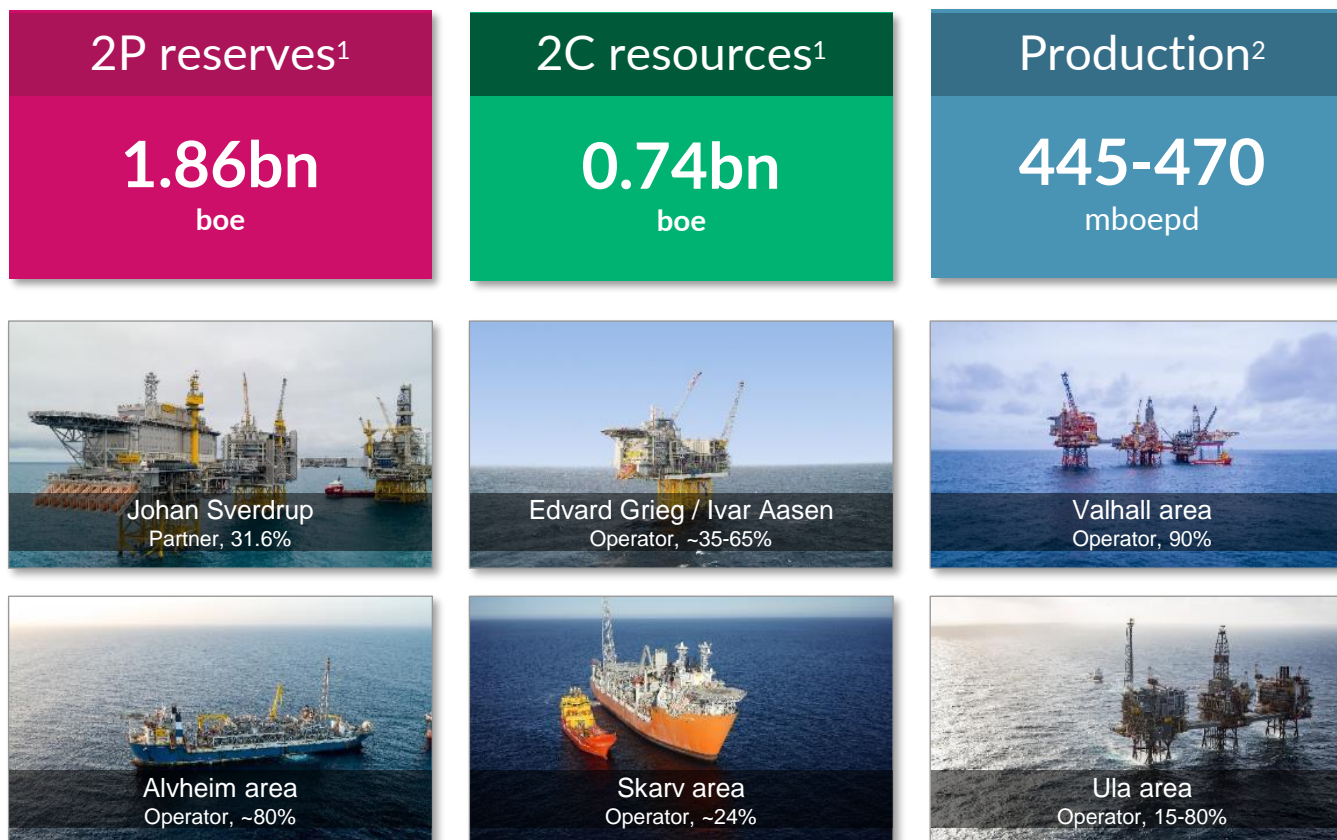 2P reserves¹
1.86bn
boe
2C resources¹
0.74bn
boe
Production²
445-470
mboepd
Johan Sverdrup
Partner, 31.6%
Edvard Grieg / Ivar Aasen
Operator, ~35-65%
Valhall area
Operator, 90%
Alvheim area
Operator, ~80%
Skarv area
Operator, ~24%
Ula area
Operator, 15-80%